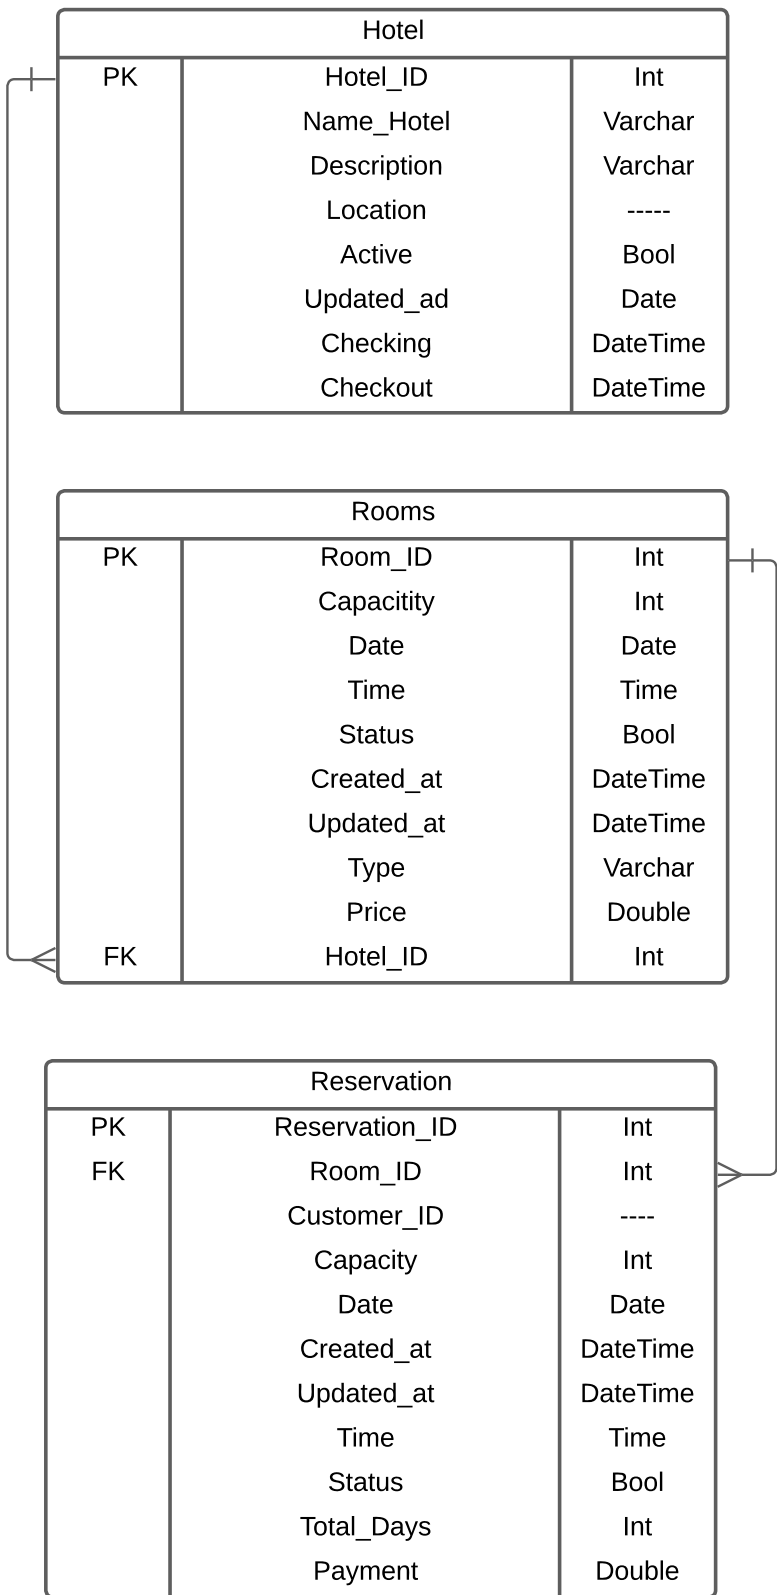 Hotel
PK Hotel_ID Int
Name_Hotel Varchar
Description Varchar
Location -----
Active Bool
Updated_ad Date
Checking DateTime
Checkout DateTime
Rooms
PK Room_ID Int
Capacitity Int
Date Date
Time Time
Status Bool
Created_at DateTime
Updated_at DateTime
Type Varchar
Price Double
FK Hotel_ID Int
Reservation
PK Reservation_ID Int
FK Room_ID Int
Customer_ID ----
Capacity Int
Date Date
Created_at DateTime
Updated_at DateTime
Time Time
Status Bool
Total_Days Int
Payment Double